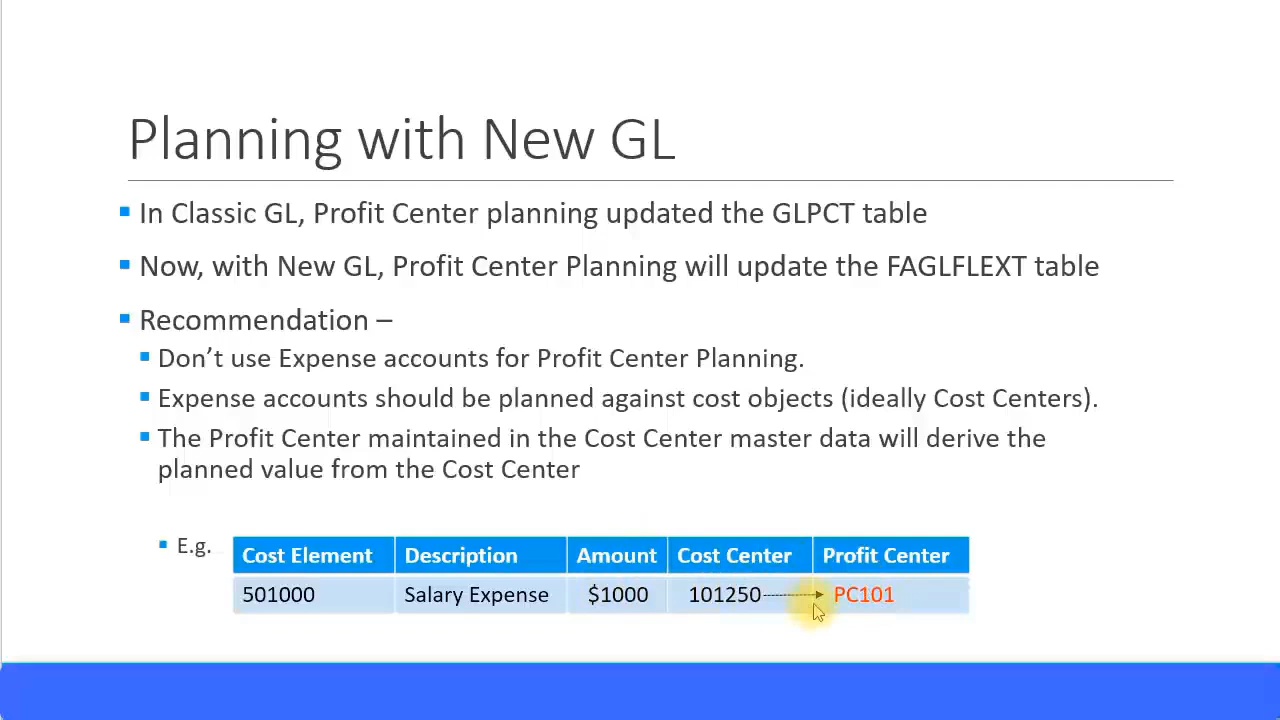 Planning with New GL
▪ In Classic GL, Profit Center planning updated the GLPCT table
▪ Now, with New GL, Profit Center Planning will update the FAGLFLEXT table
▪ Recommendation –
▪ Don’t use Expense accounts for Profit Center Planning.
▪ Expense accounts should be planned against cost objects (ideally Cost Centers).
▪ The Profit Center maintained in the Cost Center master data will derive the
planned value from the Cost Center
▪ E.g.
Cost Element Description Amount Cost Center Profit Center
501000 Salary Expense $1000 101250 PC101